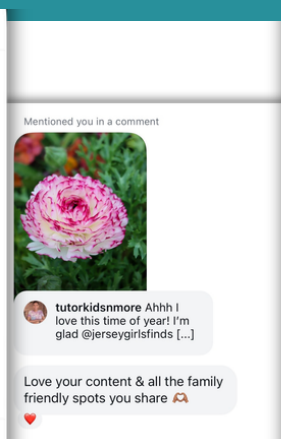 Mentioned you in a comment
tutorkidsnmore Ahhh I
love this time of year! I'm
glad @jerseygirlsfinds [...]
Love your content & all the family
friendly spots you share 🫶🏽
❤️